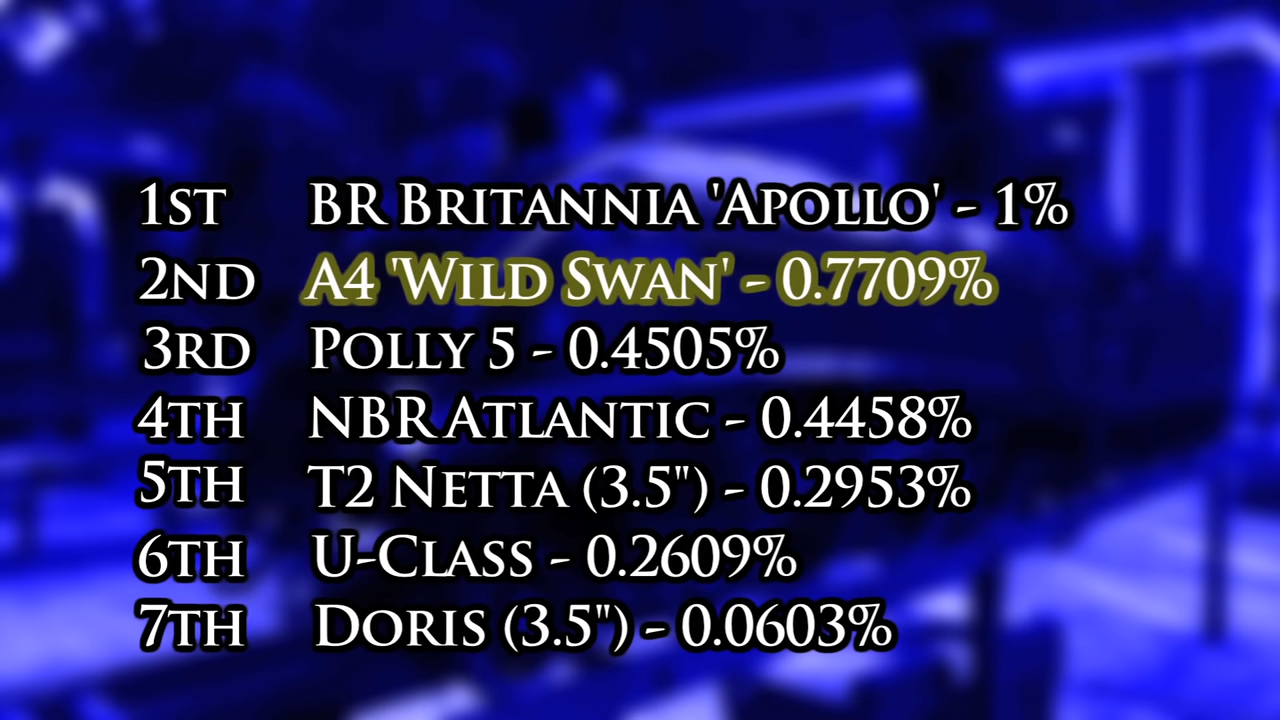 1st BR Britannia 'Apollo' - 1%
2nd A4 'Wild Swan' - 0.7709%
3rd Polly 5 - 0.4505%
4th NBR Atlantic - 0.4458%
5th T2 Netta (3.5") - 0.2953%
6th U-Class - 0.2609%
7th Doris (3.5") - 0.0603%